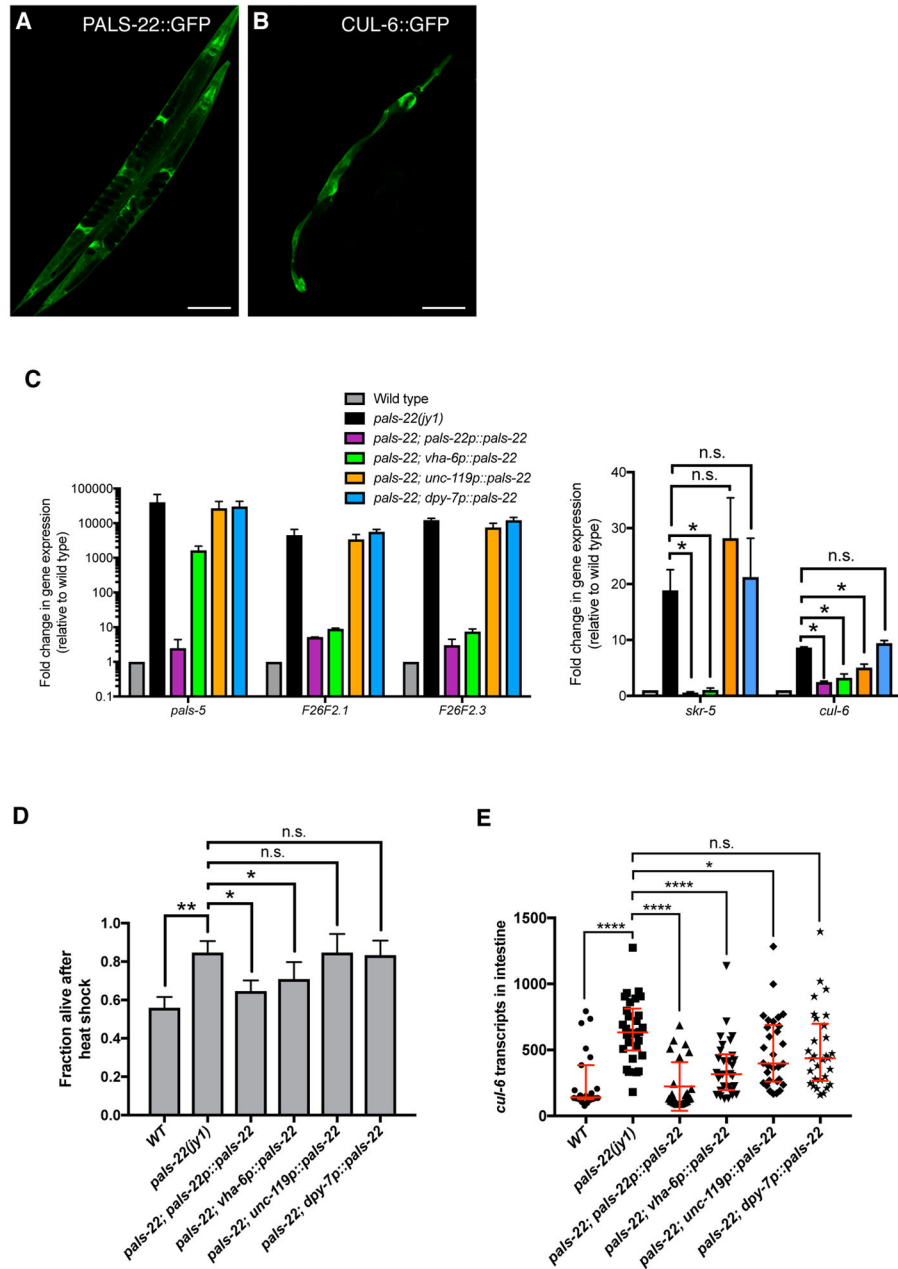 A PALS-22::GFP
B CUL-6::GFP
C
Wild type
pals-22(jy1)
pals-22; pals-22p::pals-22
pals-22; vha-6p::pals-22
pals-22; unc-119p::pals-22
pals-22; dpy-7p::pals-22
Fold change in gene expression
(relative to wild type)
100000
10000
1000
100
10
1
0.1
pals-5
F26F2.1
F26F2.3
Fold change in gene expression
(relative to wild type)
40
30
20
10
0
n.s.
n.s.
*
*
n.s.
*
*
*
skr-5
cul-6
D
n.s.
n.s.
*
*
**
Fraction alive after
heat shock
1.0
0.8
0.6
0.4
0.2
0.0
WT
pals-22(jy1)
pals-22; pals-22p::pals-22
pals-22; vha-6p::pals-22
pals-22; unc-119p::pals-22
pals-22; dpy-7p::pals-22
E
n.s.
*
****
****
****
cul-6 transcripts in intestine
1500
1000
500
0
WT
pals-22(jy1)
pals-22; pals-22p::pals-22
pals-22; vha-6p::pals-22
pals-22; unc-119p::pals-22
pals-22; dpy-7p::pals-22